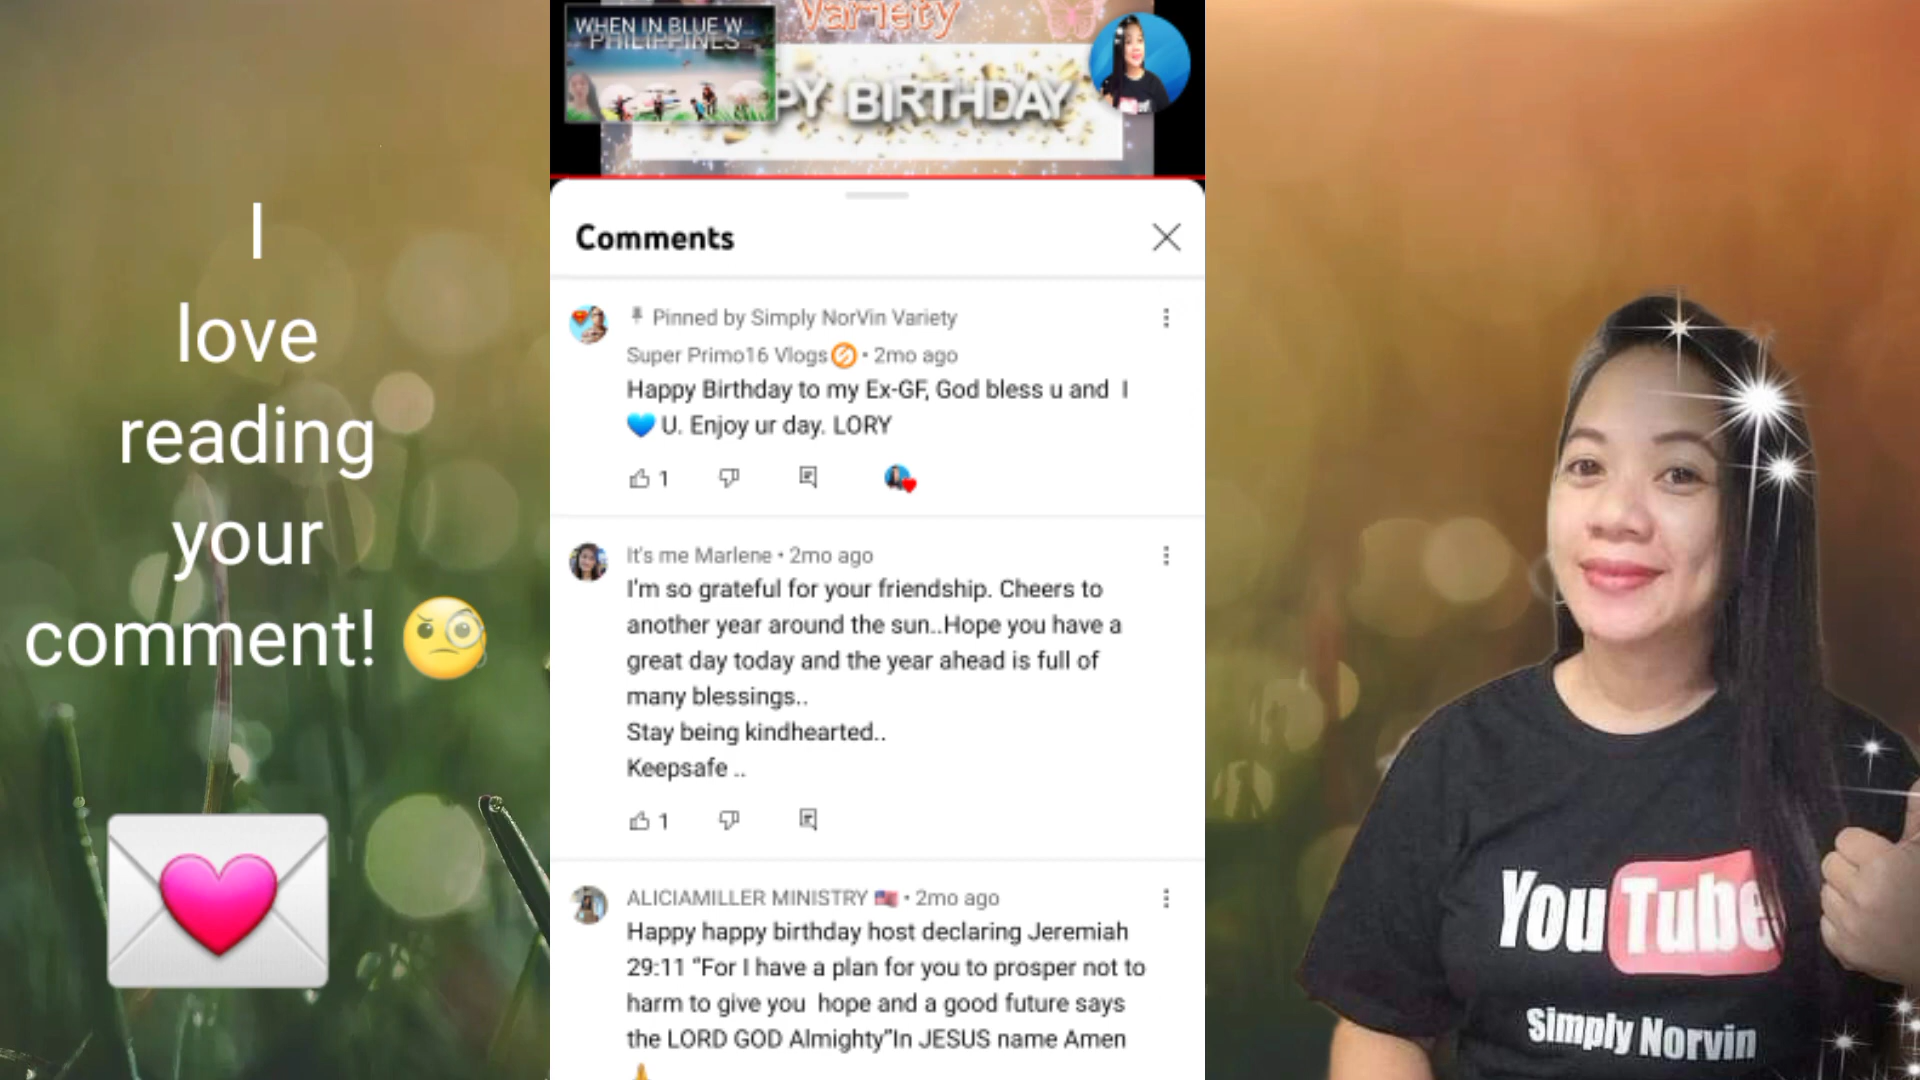 I
love
reading
your
comment!
Variety
WHEN IN BLUE W...
PHILIPPINES
PY BIRTHDAY
Comments
Pinned by Simply NorVin Variety
Super Primo16 Vlogs • 2mo ago
Happy Birthday to my Ex-GF, God bless u and I
💙 U. Enjoy ur day. LORY
1
It's me Marlene • 2mo ago
I'm so grateful for your friendship. Cheers to
another year around the sun..Hope you have a
great day today and the year ahead is full of
many blessings..
Stay being kindhearted..
Keepsafe ..
1
ALICIAMILLER MINISTRY 🇺🇸 • 2mo ago
Happy happy birthday host declaring Jeremiah
29:11 “For I have a plan for you to prosper not to
harm to give you hope and a good future says
the LORD GOD Almighty”In JESUS name Amen
YouTube
Simply Norvin